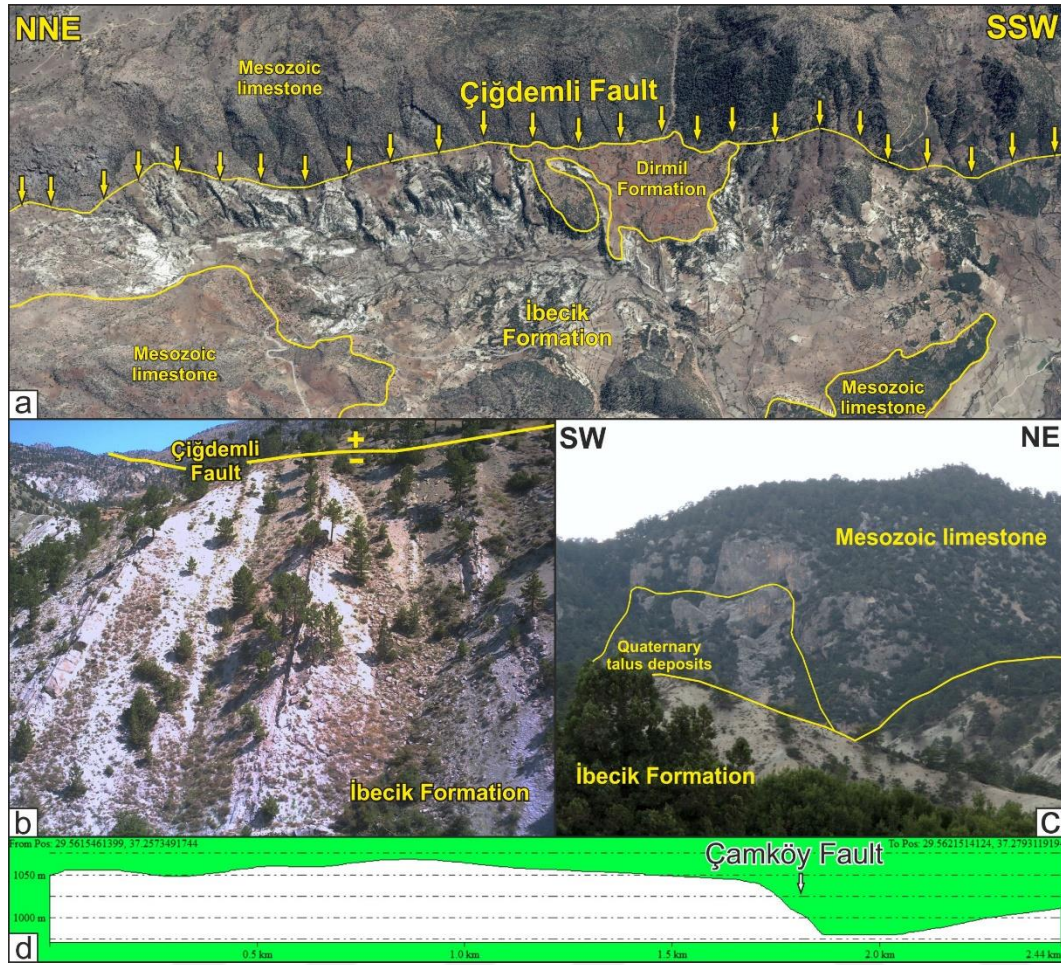 NNE
SSW
Mesozoic
limestone
Çiğdemli Fault
Dirmil
Formation
İbecik
Formation
Mesozoic
limestone
Mesozoic
limestone
a
Çiğdemli
Fault
+
–
İbecik Formation
b
SW
NE
Mesozoic limestone
Quaternary
talus deposits
İbecik Formation
c
From Pos: 29.5615461399, 37.2573491744
To Pos: 29.5621514124, 37.279311919
Çamköy Fault
1050 m
1000 m
d
0.5 km
1.0 km
1.5 km
2.0 km
2.44 km